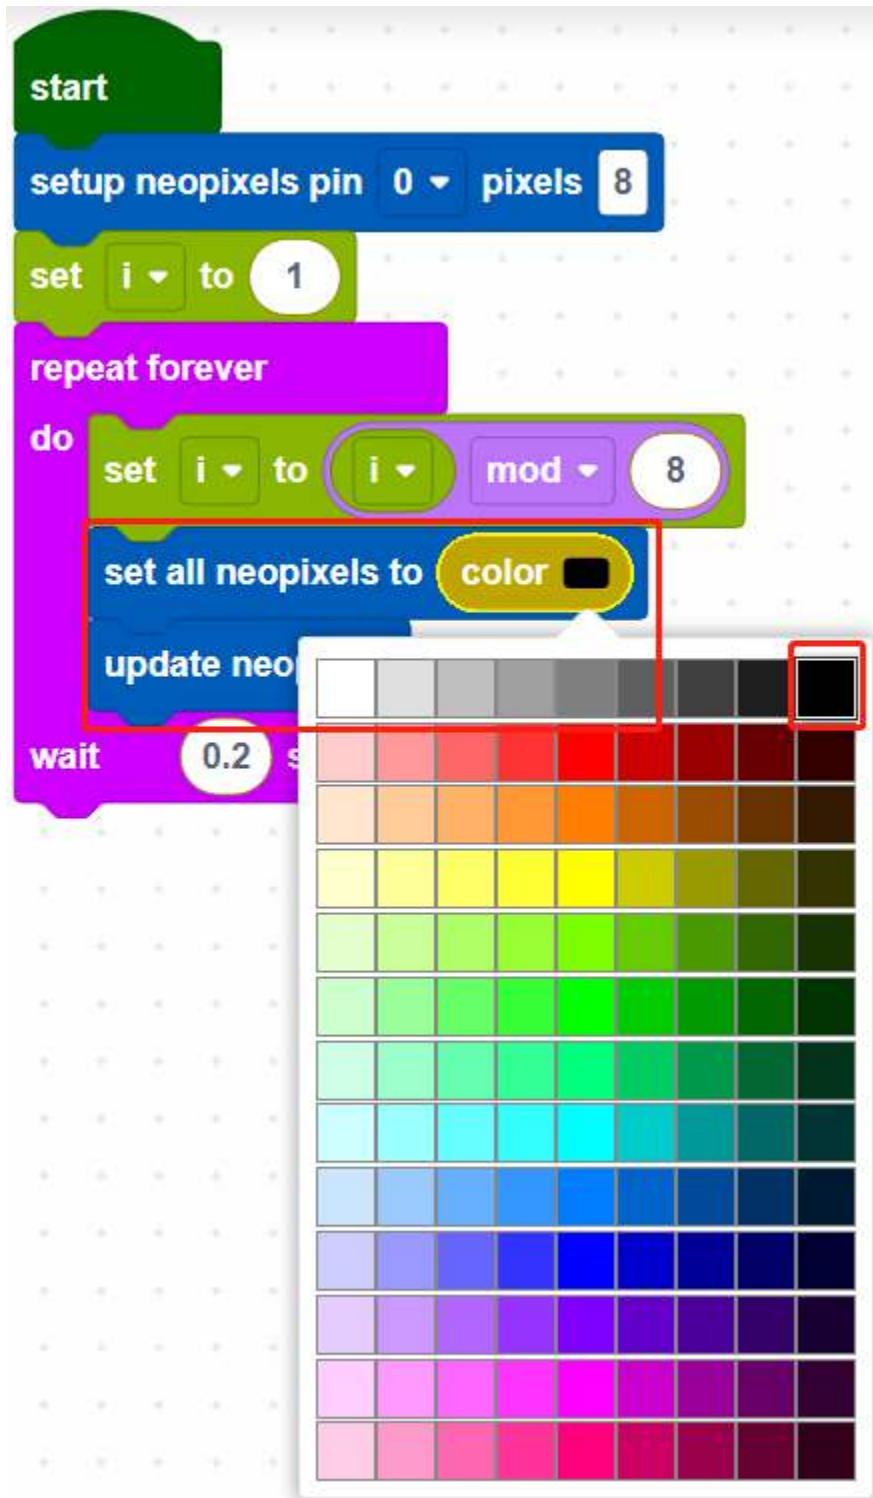 start
setup neopixels pin 0 pixels 8
set i to 1
repeat forever
do
set i to i mod 8
set all neopixels to color
update
wait 0.2